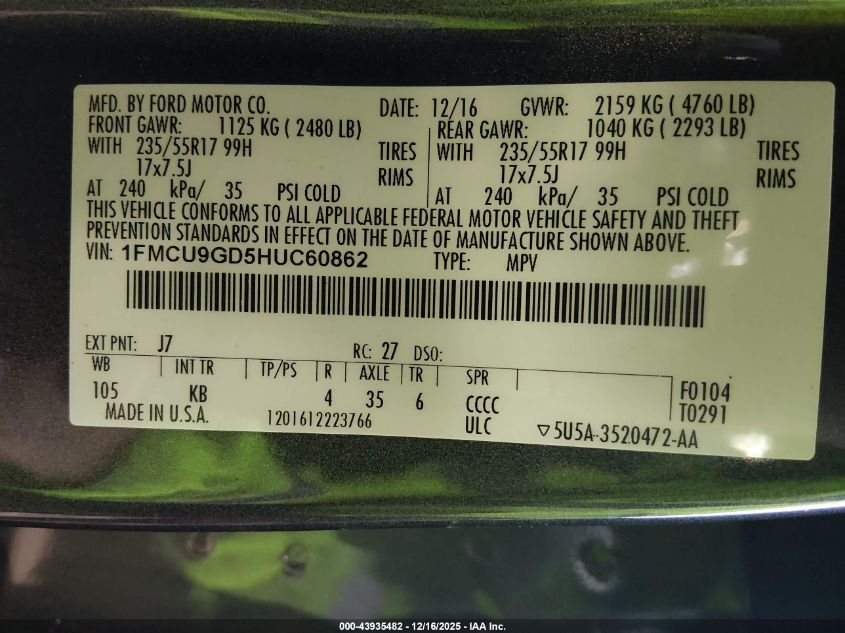 MFD. BY FORD MOTOR CO. DATE: 12/16 GVWR: 2159 KG ( 4760 LB)
FRONT GAWR: 1125 KG ( 2480 LB) REAR GAWR: 1040 KG ( 2293 LB)
WITH 235/55R17 99H TIRES WITH 235/55R17 99H TIRES
17x7.5J RIMS 17x7.5J RIMS
AT 240 kPa/ 35 PSI COLD AT 240 kPa/ 35 PSI COLD
THIS VEHICLE CONFORMS TO ALL APPLICABLE FEDERAL MOTOR VEHICLE SAFETY AND THEFT
PREVENTION STANDARDS IN EFFECT ON THE DATE OF MANUFACTURE SHOWN ABOVE.
VIN: 1FMCU9GD5HUC60862 TYPE: MPV
EXT PNT: J7 RC: 27 DSO:
WB INT TR TP/PS R AXLE TR SPR
105 KB 4 35 6 CCCC F0104
MADE IN U.S.A. 1201612223766 ULC T0291
▽5U5A-3520472-AA
000-43935482 - 12/16/2025 - IAA Inc.